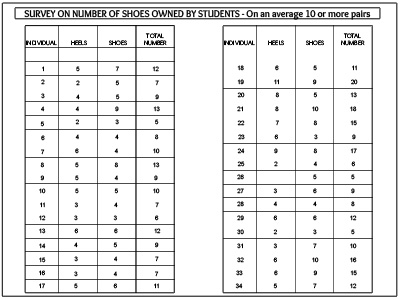 SURVEY ON NUMBER OF SHOES OWNED BY STUDENTS - On an average 10 or more pairs
INDIVIDUAL HEELS SHOES TOTAL NUMBER
1 5 7 12
2 2 5 7
3 4 5 9
4 4 9 13
5 2 3 5
6 4 4 8
7 6 4 10
8 5 8 13
9 5 4 9
10 5 5 10
11 3 4 7
12 3 3 6
13 6 6 12
14 4 5 9
15 3 4 7
16 3 4 7
17 5 6 11
INDIVIDUAL HEELS SHOES TOTAL NUMBER
18 6 5 11
19 11 9 20
20 8 5 13
21 8 10 18
22 7 8 15
23 6 3 9
24 9 8 17
25 2 4 6
26 5 5
27 3 6 9
28 4 4 8
29 6 6 12
30 2 3 5
31 3 7 10
32 6 10 16
33 6 9 15
34 5 7 12